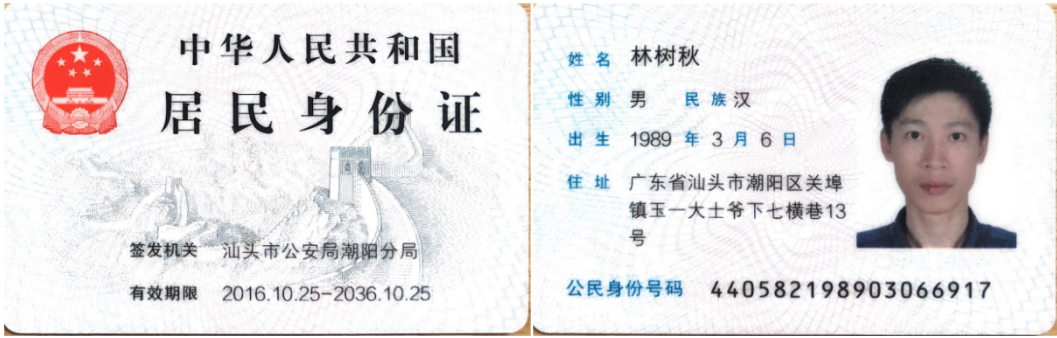 中华人民共和国
居民身份证
签发机关 汕头市公安局潮阳分局
有效期限 2016.10.25-2036.10.25
姓名 林树秋
性别 男 民族 汉
出生 1989 年 3 月 6 日
住址 广东省汕头市潮阳区关埠
镇玉一大士爷下七横巷13
号
公民身份号码 440582198903066917